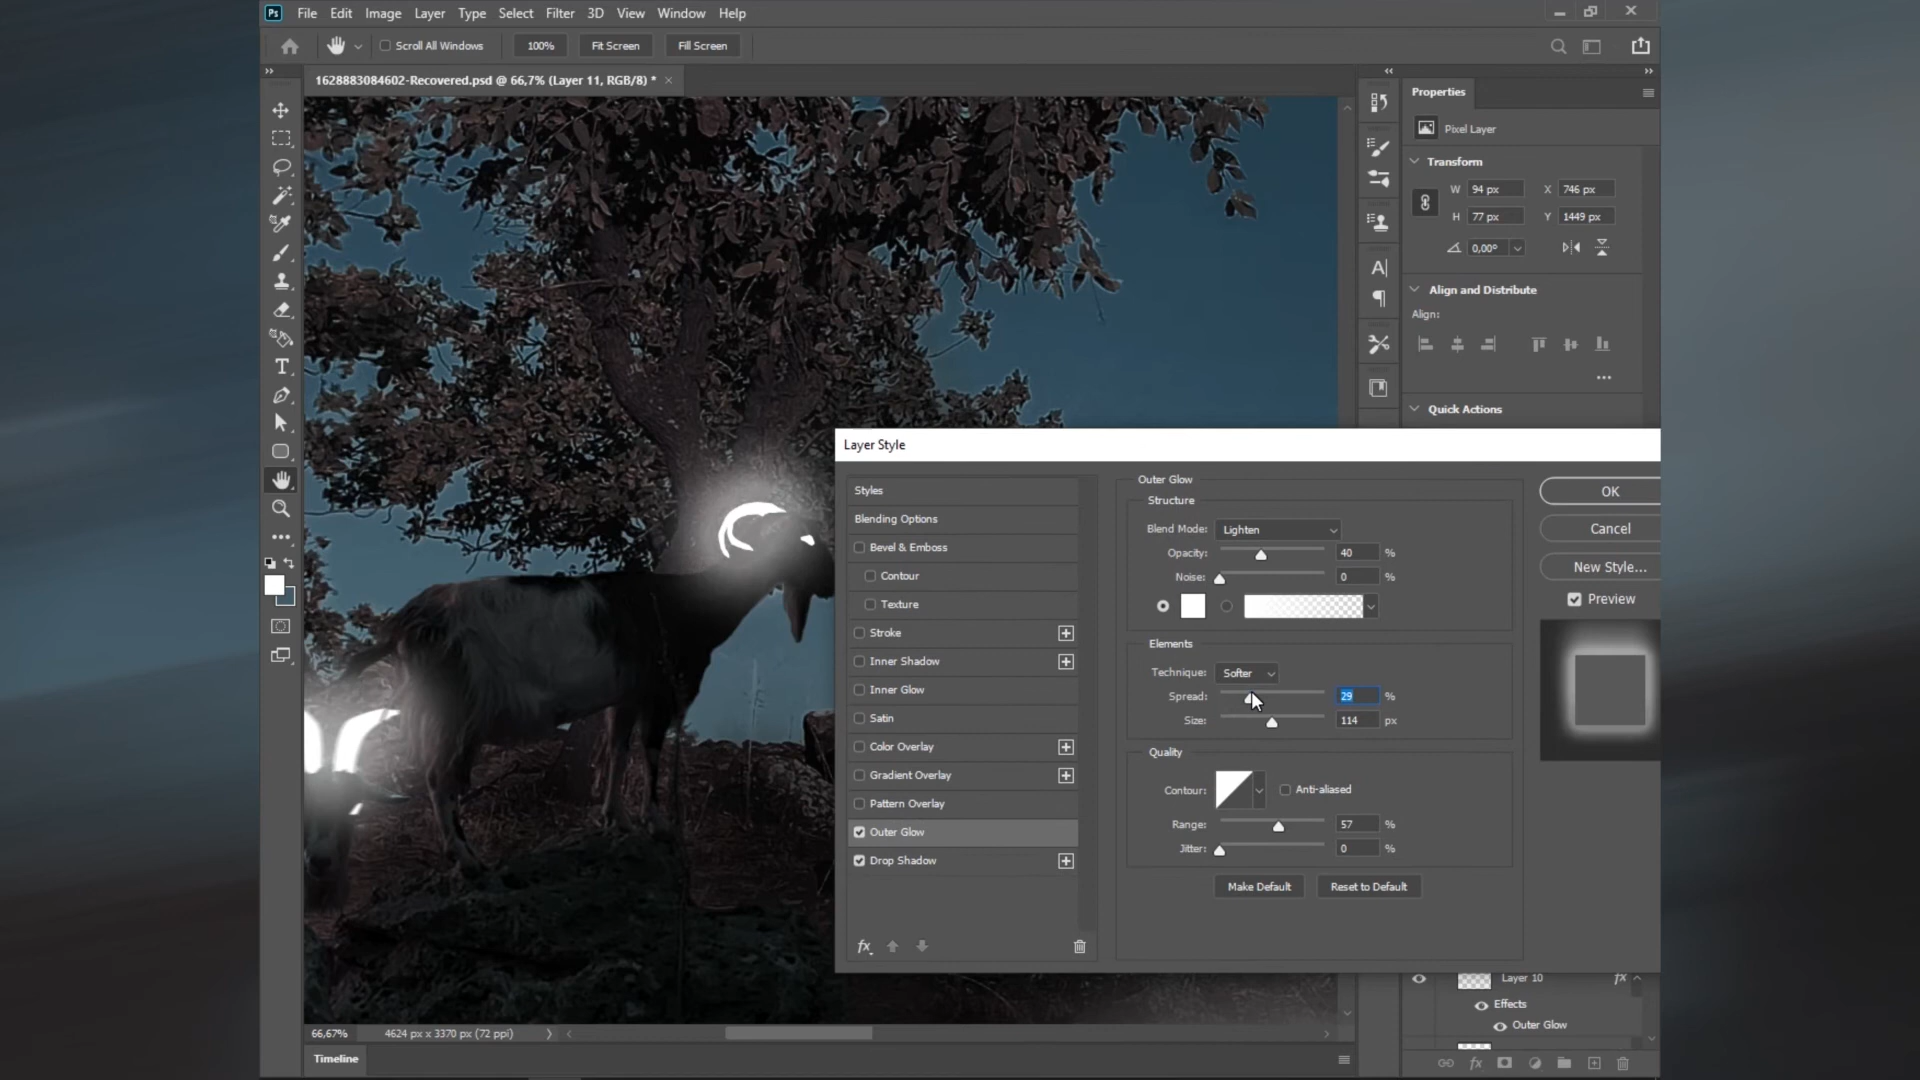 Ps File Edit Image Layer Type Select Filter 3D View Window Help
Scroll All Windows 100% Fit Screen Fill Screen
1628883084602-Recovered.psd @ 66,7% (Layer 11, RGB/8) *
Properties
Pixel Layer
Transform
W 94 px X 746 px
H 77 px Y 1449 px
0,00°
Align and Distribute
Align:
Quick Actions
Layer Style
Styles
Blending Options
Bevel & Emboss
Contour
Texture
Stroke
Inner Shadow
Inner Glow
Satin
Color Overlay
Gradient Overlay
Pattern Overlay
Outer Glow
Drop Shadow
fx
Outer Glow
Structure
Blend Mode: Lighten
Opacity: 40 %
Noise: 0 %
Elements
Technique: Softer
Spread: 29 %
Size: 114 px
Quality
Contour: Anti-aliased
Range: 57 %
Jitter: 0 %
Make Default Reset to Default
OK
Cancel
New Style...
Preview
Layer 10 fx
Effects
Outer Glow
fx
66,67% 4624 px x 3370 px (72 ppi)
Timeline